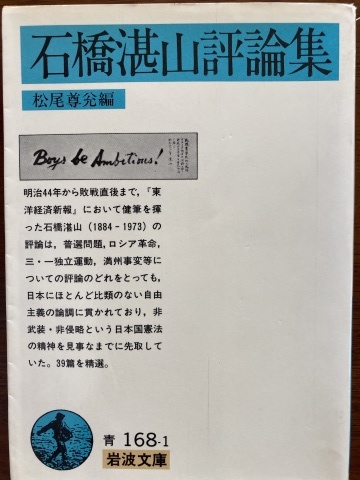 石橋湛山評論集
松尾尊兊編
Boys be Ambitious!
明治44年から敗戦直後まで，『東
洋経済新報』において健筆を揮
った石橋湛山（1884‐1973）の
評論は，普選問題，ロシア革命，
三・一独立運動，満州事変等に
ついての評論のどれをとっても，
日本にほとんど比類のない自由
主義の論調に貫かれており，非
武装・非侵略という日本国憲法
の精神を見事なまでに先取して
いた。39篇を精選。
青 168-1
岩波文庫